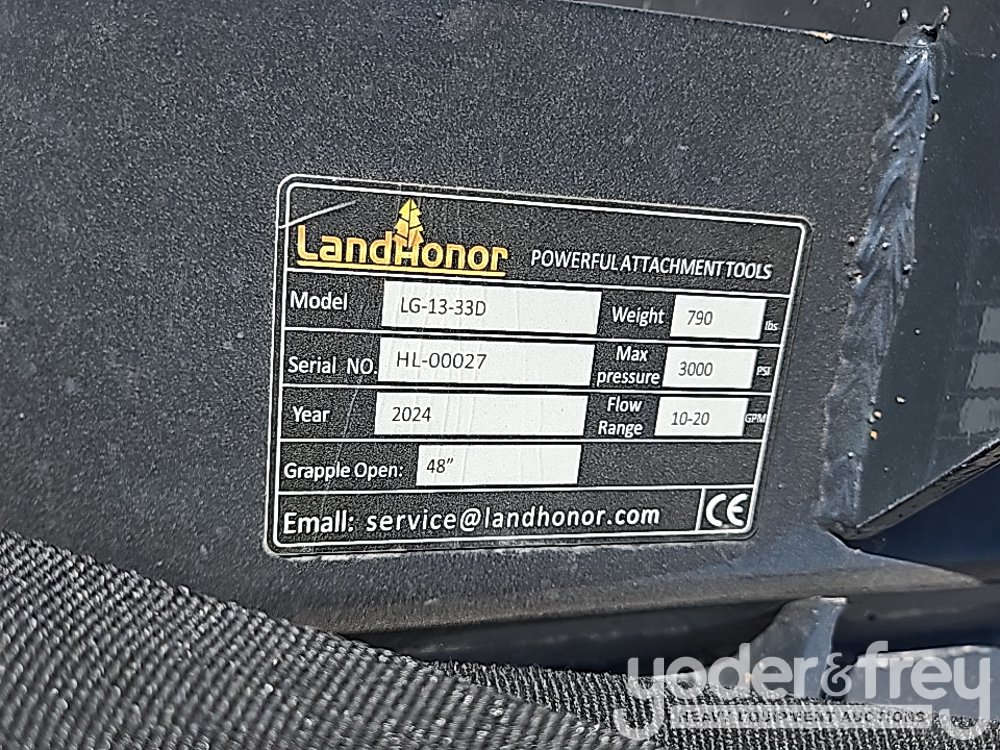 LandHonor POWERFUL ATTACHMENT TOOLS
Model LG-13-33D Weight 790 lbs
Serial NO. HL-00027 Max pressure 3000 PSI
Year 2024 Flow Range 10-20 GPM
Grapple Open: 48"
Email: service@landhonor.com CE
yoder&frey
HEAVY EQUIPMENT AUCTIONS